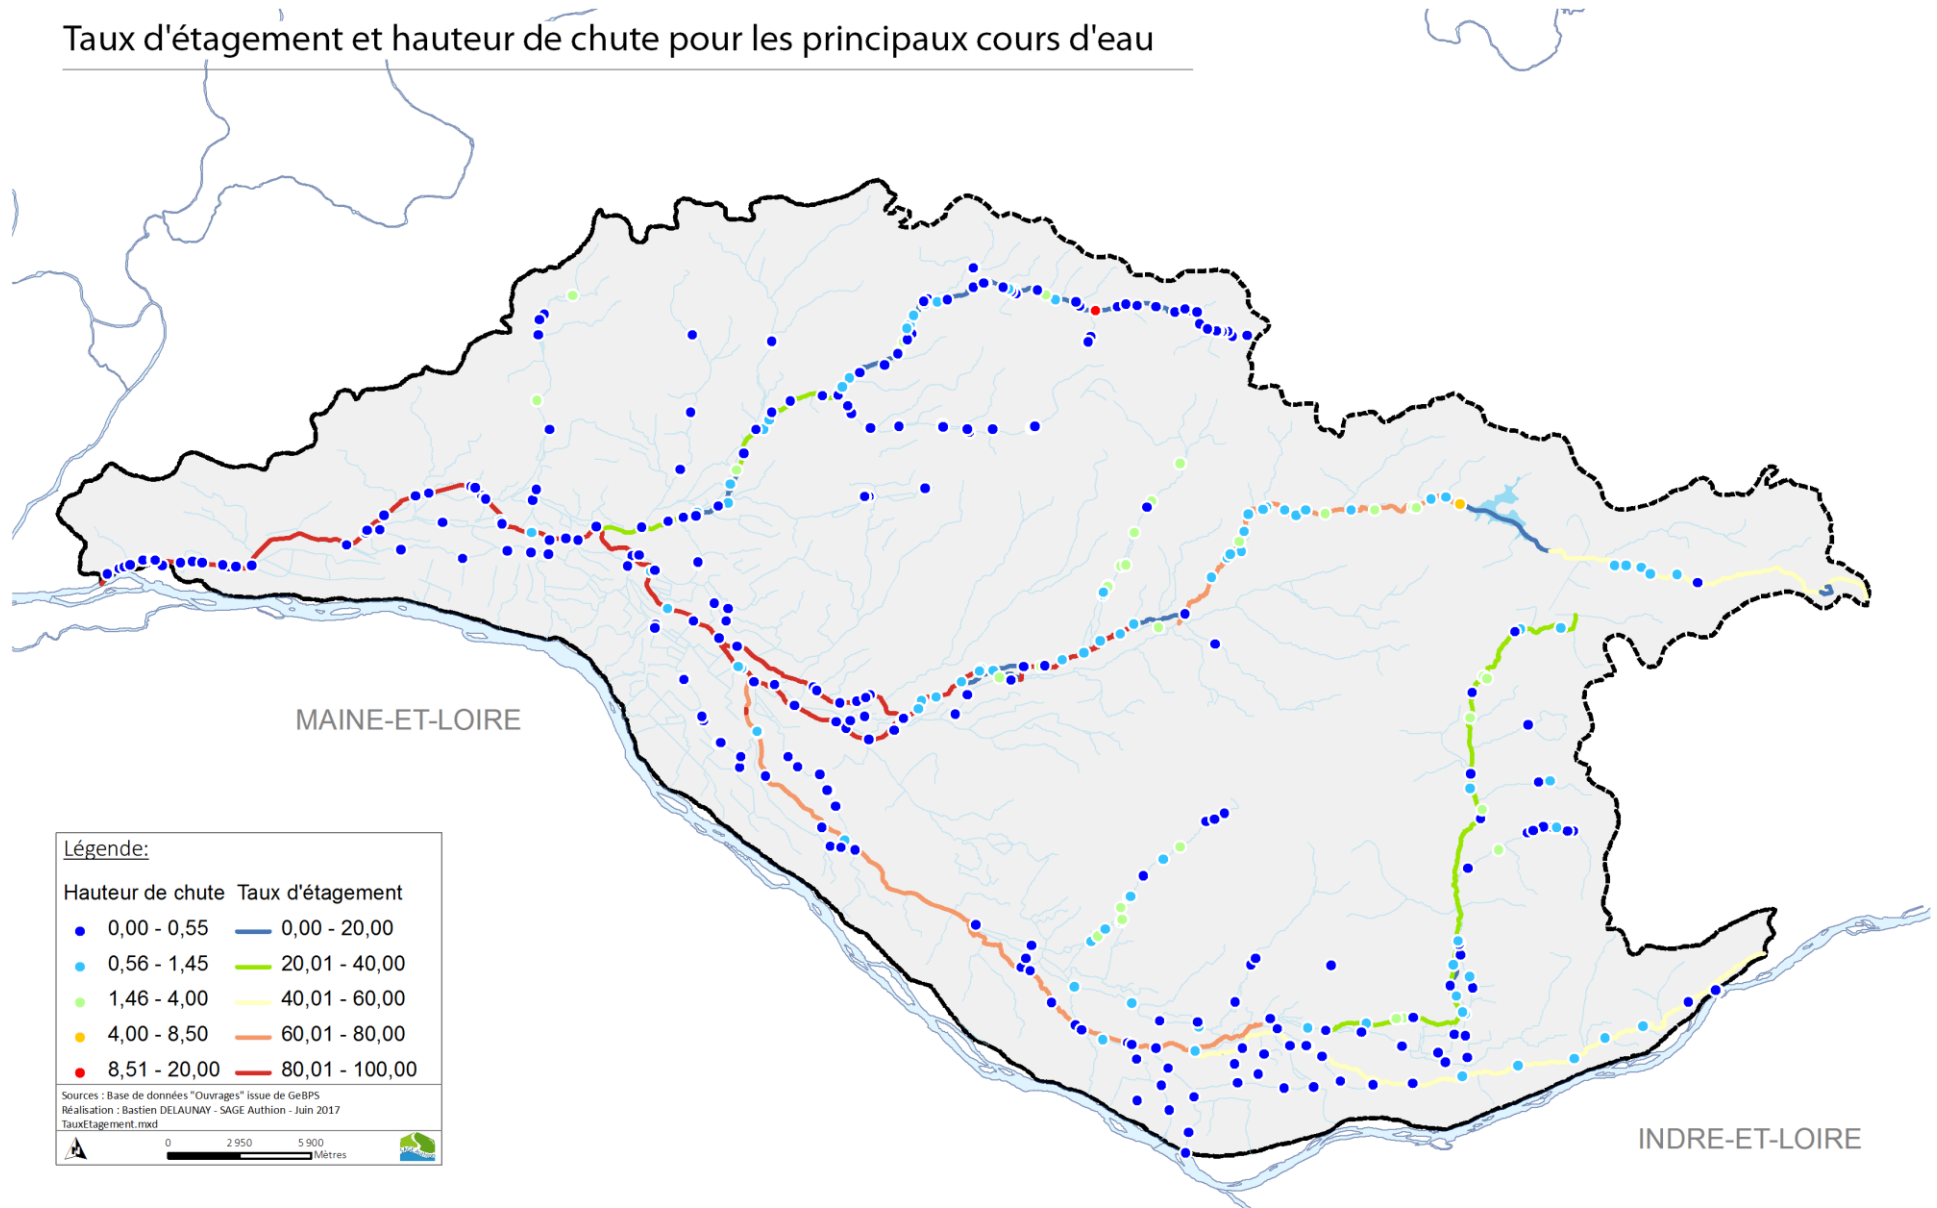 Taux d'étagement et hauteur de chute pour les principaux cours d'eau
MAINE-ET-LOIRE
INDRE-ET-LOIRE
Légende:
Hauteur de chute Taux d'étagement
0,00 - 0,55 0,00 - 20,00
0,56 - 1,45 20,01 - 40,00
1,46 - 4,00 40,01 - 60,00
4,00 - 8,50 60,01 - 80,00
8,51 - 20,00 80,01 - 100,00
Sources : Base de données "Ouvrages" issue de GeBPS
Réalisation : Bastien DELAUNAY - SAGE Authion - Juin 2017
TauxEtagement.mxd
0 2 950 5 900
Mètres